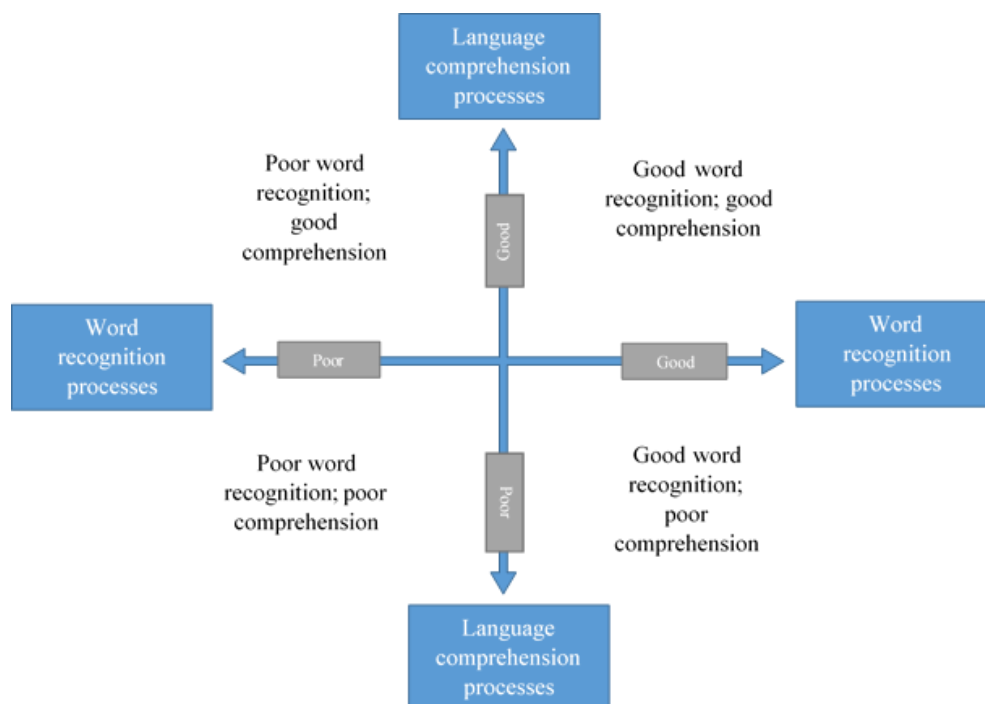 Language
comprehension
processes
Poor word
recognition;
good
comprehension
Good word
recognition; good
comprehension
Good
Word
recognition
processes
Poor
Good
Word
recognition
processes
Poor word
recognition; poor
comprehension
Poor
Good word
recognition;
poor
comprehension
Language
comprehension
processes